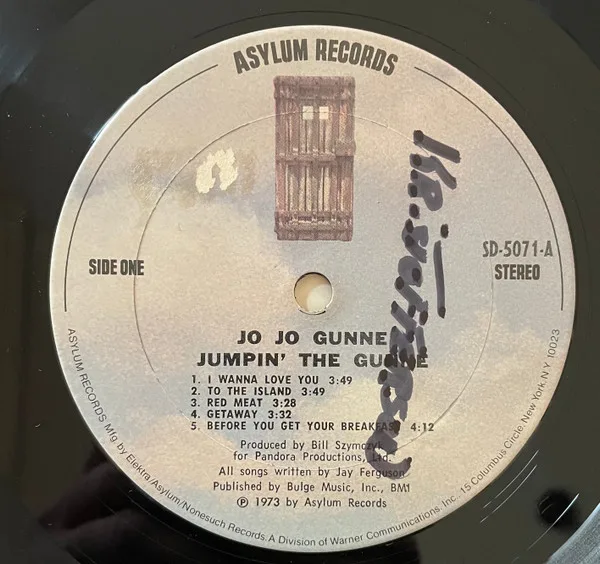 ASYLUM RECORDS
SIDE ONE
SD-5071-A
STEREO
JO JO GUNNE
JUMPIN' THE GUNNE
1. I WANNA LOVE YOU 3:49
2. TO THE ISLAND 3:49
3. RED MEAT 3:28
4. GETAWAY 3:32
5. BEFORE YOU GET YOUR BREAKFAST 4:12
Produced by Bill Szymczyk
for Pandora Productions, Ltd.
All songs written by Jay Ferguson
Published by Bulge Music, Inc., BMI
℗ 1973 by Asylum Records
ASYLUM RECORDS Mfg. by Elektra/Asylum/Nonesuch Records. A Division of Warner Communications, Inc. 15 Columbus Circle, New York, N Y 10023